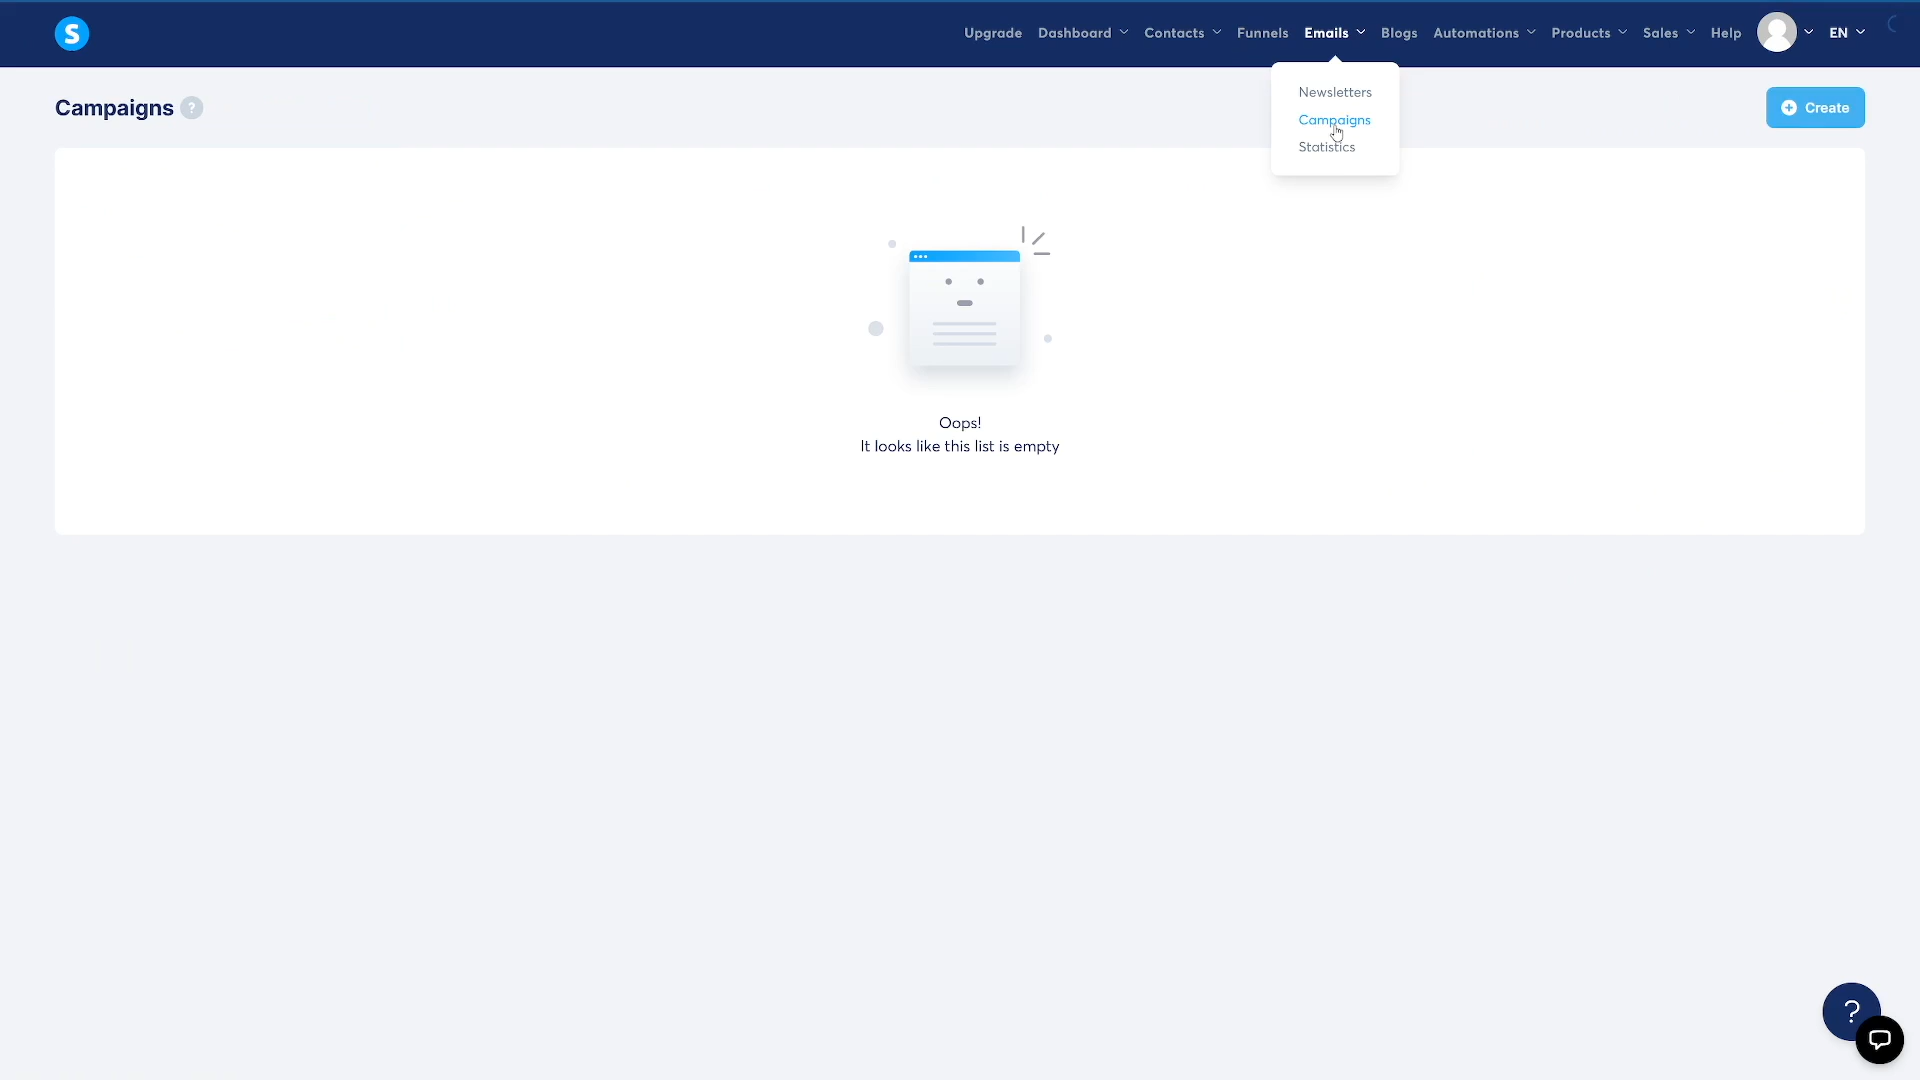 S
Upgrade Dashboard Contacts Funnels Emails Blogs Automations Products Sales Help EN
Newsletters
Campaigns
Statistics
Campaigns ?
Create
Oops!
It looks like this list is empty
?